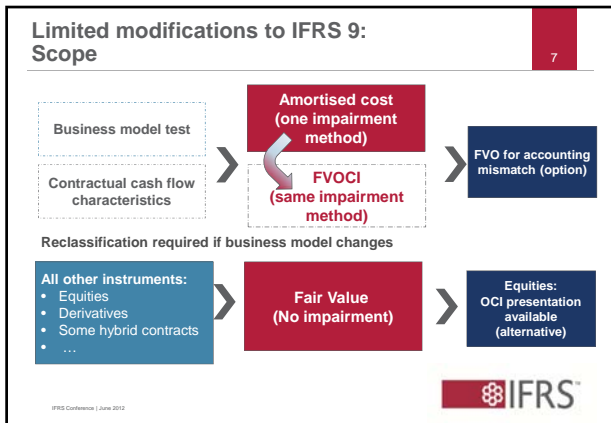 Limited modifications to IFRS 9:
Scope
7
Business model test
Contractual cash flow
characteristics
Amortised cost
(one impairment
method)
FVOCI
(same impairment
method)
FVO for accounting
mismatch (option)
Reclassification required if business model changes
All other instruments:
• Equities
• Derivatives
• Some hybrid contracts
• …
Fair Value
(No impairment)
Equities:
OCI presentation
available
(alternative)
IFRS Conference | June 2012
IFRS™